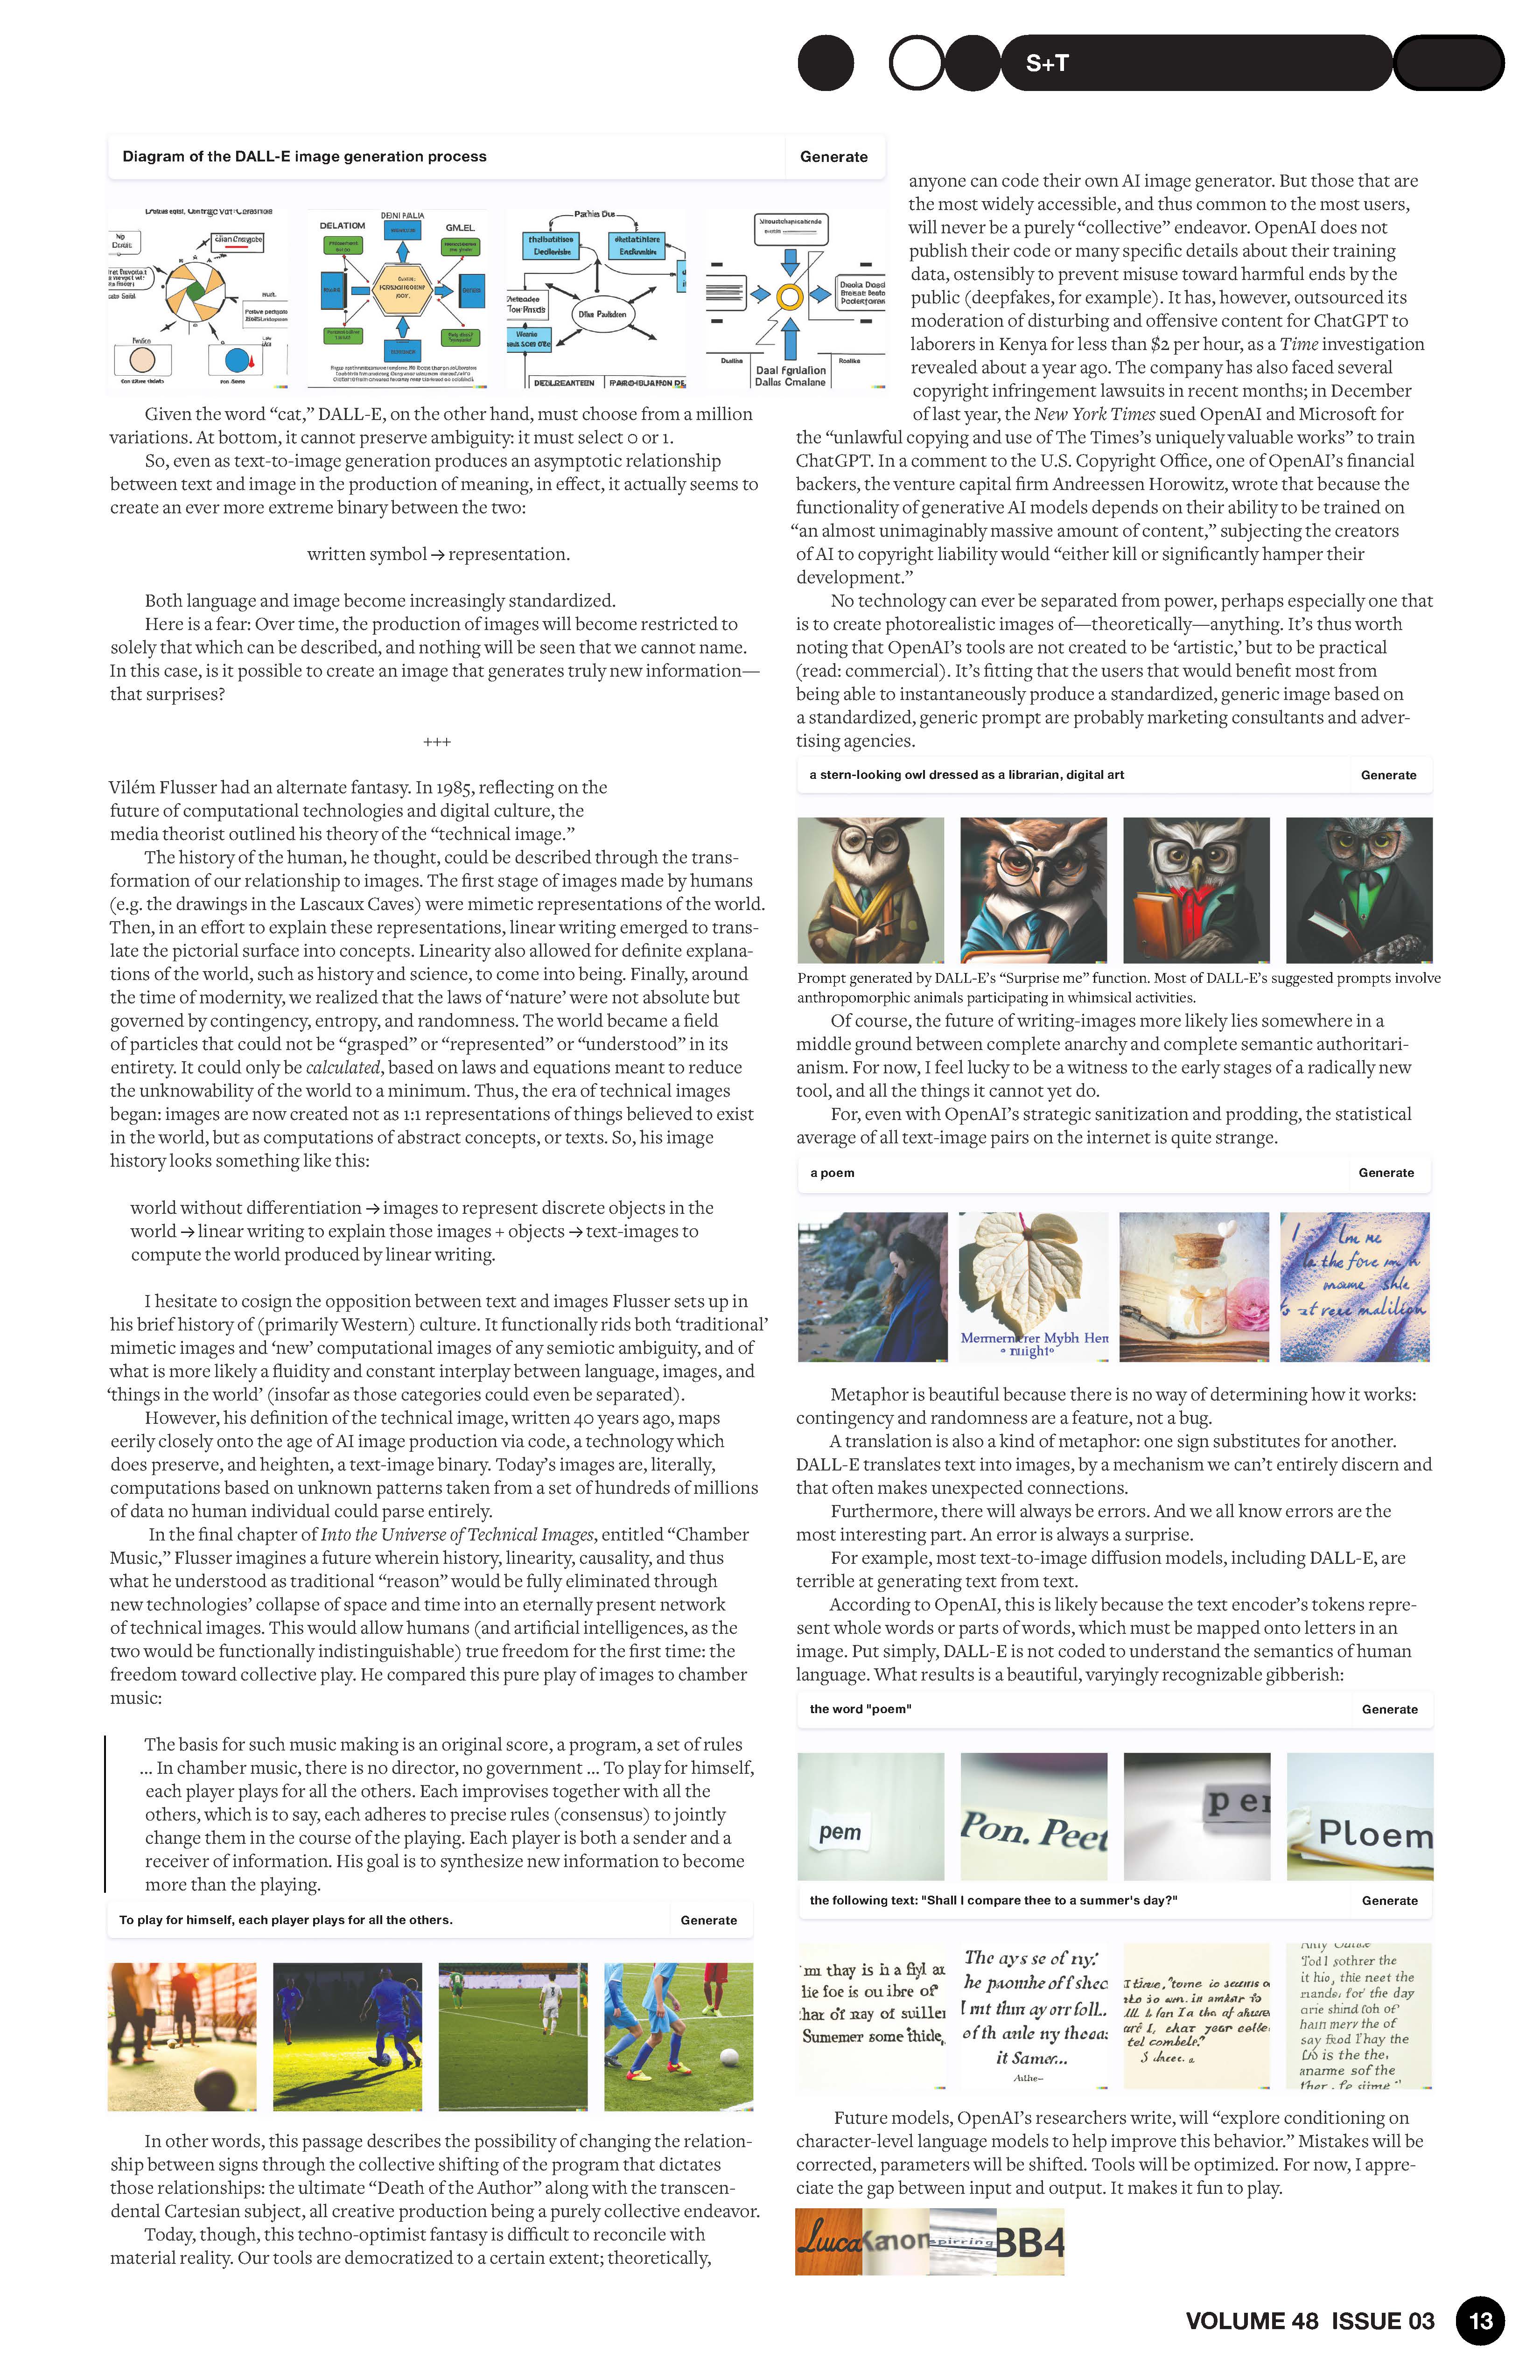 S+T
Diagram of the DALL-E image generation process
Generate
DELATION
GMLEL
Given the word “cat,” DALL-E, on the other hand, must choose from a million
variations. At bottom, it cannot preserve ambiguity: it must select 0 or 1.
So, even as text-to-image generation produces an asymptotic relationship
between text and image in the production of meaning, in effect, it actually seems to
create an ever more extreme binary between the two:
written symbol → representation.
Both language and image become increasingly standardized.
Here is a fear: Over time, the production of images will become restricted to
solely that which can be described, and nothing will be seen that we cannot name.
In this case, is it possible to create an image that generates truly new information—
that surprises?
+++
Vilém Flusser had an alternate fantasy. In 1985, reflecting on the
future of computational technologies and digital culture, the
media theorist outlined his theory of the “technical image.”
The history of the human, he thought, could be described through the trans-
formation of our relationship to images. The first stage of images made by humans
(e.g. the drawings in the Lascaux Caves) were mimetic representations of the world.
Then, in an effort to explain these representations, linear writing emerged to trans-
late the pictorial surface into concepts. Linearity also allowed for definite explana-
tions of the world, such as history and science, to come into being. Finally, around
the time of modernity, we realized that the laws of ‘nature’ were not absolute but
governed by contingency, entropy, and randomness. The world became a field
of particles that could not be “grasped” or “represented” or “understood” in its
entirety. It could only be calculated, based on laws and equations meant to reduce
the unknowability of the world to a minimum. Thus, the era of technical images
began: images are now created not as 1:1 representations of things believed to exist
in the world, but as computations of abstract concepts, or texts. So, his image
history looks something like this:
world without differentiation → images to represent discrete objects in the
world → linear writing to explain those images + objects → text-images to
compute the world produced by linear writing.
I hesitate to cosign the opposition between text and images Flusser sets up in
his brief history of (primarily Western) culture. It functionally rids both ‘traditional’
mimetic images and ‘new’ computational images of any semiotic ambiguity, and of
what is more likely a fluidity and constant interplay between language, images, and
‘things in the world’ (insofar as those categories could even be separated).
However, his definition of the technical image, written 40 years ago, maps
eerily closely onto the age of AI image production via code, a technology which
does preserve, and heighten, a text-image binary. Today’s images are, literally,
computations based on unknown patterns taken from a set of hundreds of millions
of data no human individual could parse entirely.
In the final chapter of Into the Universe of Technical Images, entitled “Chamber
Music,” Flusser imagines a future wherein history, linearity, causality, and thus
what he understood as traditional “reason” would be fully eliminated through
new technologies’ collapse of space and time into an eternally present network
of technical images. This would allow humans (and artificial intelligences, as the
two would be functionally indistinguishable) true freedom for the first time: the
freedom toward collective play. He compared this pure play of images to chamber
music:
The basis for such music making is an original score, a program, a set of rules
... In chamber music, there is no director, no government ... To play for himself,
each player plays for all the others. Each improvises together with all the
others, which is to say, each adheres to precise rules (consensus) to jointly
change them in the course of the playing. Each player is both a sender and a
receiver of information. His goal is to synthesize new information to become
more than the playing.
To play for himself, each player plays for all the others.
Generate
In other words, this passage describes the possibility of changing the relation-
ship between signs through the collective shifting of the program that dictates
those relationships: the ultimate “Death of the Author” along with the transcen-
dental Cartesian subject, all creative production being a purely collective endeavor.
Today, though, this techno-optimist fantasy is difficult to reconcile with
material reality. Our tools are democratized to a certain extent; theoretically,
anyone can code their own AI image generator. But those that are
the most widely accessible, and thus common to the most users,
will never be a purely “collective” endeavor. OpenAI does not
publish their code or many specific details about their training
data, ostensibly to prevent misuse toward harmful ends by the
public (deepfakes, for example). It has, however, outsourced its
moderation of disturbing and offensive content for ChatGPT to
laborers in Kenya for less than $2 per hour, as a Time investigation
revealed about a year ago. The company has also faced several
copyright infringement lawsuits in recent months; in December
of last year, the New York Times sued OpenAI and Microsoft for
the “unlawful copying and use of The Times’s uniquely valuable works” to train
ChatGPT. In a comment to the U.S. Copyright Office, one of OpenAI’s financial
backers, the venture capital firm Andreessen Horowitz, wrote that because the
functionality of generative AI models depends on their ability to be trained on
“an almost unimaginably massive amount of content,” subjecting the creators
of AI to copyright liability would “either kill or significantly hamper their
development.”
No technology can ever be separated from power, perhaps especially one that
is to create photorealistic images of—theoretically—anything. It’s thus worth
noting that OpenAI’s tools are not created to be ‘artistic,’ but to be practical
(read: commercial). It’s fitting that the users that would benefit most from
being able to instantaneously produce a standardized, generic image based on
a standardized, generic prompt are probably marketing consultants and adver-
tising agencies.
a stern-looking owl dressed as a librarian, digital art
Generate
Prompt generated by DALL-E’s “Surprise me” function. Most of DALL-E’s suggested prompts involve
anthropomorphic animals participating in whimsical activities.
Of course, the future of writing-images more likely lies somewhere in a
middle ground between complete anarchy and complete semantic authoritari-
anism. For now, I feel lucky to be a witness to the early stages of a radically new
tool, and all the things it cannot yet do.
For, even with OpenAI’s strategic sanitization and prodding, the statistical
average of all text-image pairs on the internet is quite strange.
a poem
Generate
Metaphor is beautiful because there is no way of determining how it works:
contingency and randomness are a feature, not a bug.
A translation is also a kind of metaphor: one sign substitutes for another.
DALL-E translates text into images, by a mechanism we can’t entirely discern and
that often makes unexpected connections.
Furthermore, there will always be errors. And we all know errors are the
most interesting part. An error is always a surprise.
For example, most text-to-image diffusion models, including DALL-E, are
terrible at generating text from text.
According to OpenAI, this is likely because the text encoder’s tokens repre-
sent whole words or parts of words, which must be mapped onto letters in an
image. Put simply, DALL-E is not coded to understand the semantics of human
language. What results is a beautiful, varyingly recognizable gibberish:
the word "poem"
Generate
pem
Pon. Peet
per
Ploem
the following text: "Shall I compare thee to a summer's day?"
Generate
The ays se of ny:
it Samer...
Future models, OpenAI’s researchers write, will “explore conditioning on
character-level language models to help improve this behavior.” Mistakes will be
corrected, parameters will be shifted. Tools will be optimized. For now, I appre-
ciate the gap between input and output. It makes it fun to play.
Luca
Kanon
spirring
BB4
VOLUME 48 ISSUE 03
13